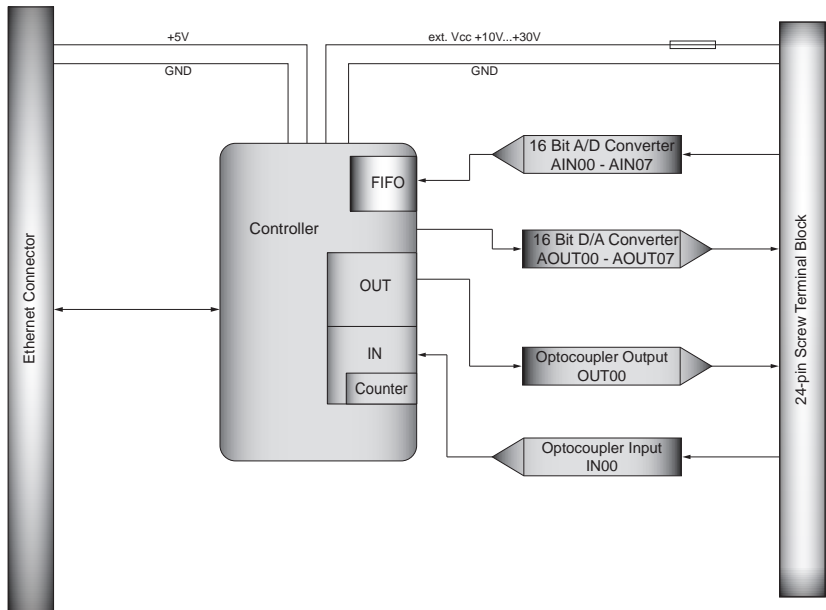 +5V
GND
ext. Vcc +10V...+30V
GND
Ethernet Connector
Controller
FIFO
OUT
IN
Counter
16 Bit A/D Converter
AIN00 - AIN07
16 Bit D/A Converter
AOUT00 - AOUT07
Optocoupler Output
OUT00
Optocoupler Input
IN00
24-pin Screw Terminal Block